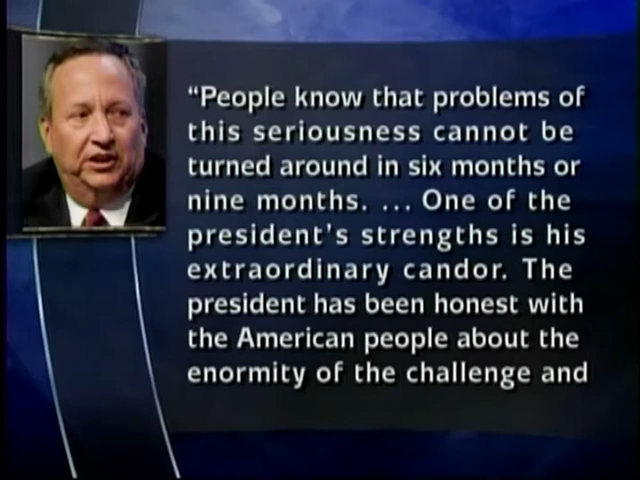 “People know that problems of
this seriousness cannot be
turned around in six months or
nine months. ... One of the
president’s strengths is his
extraordinary candor. The
president has been honest with
the American people about the
enormity of the challenge and